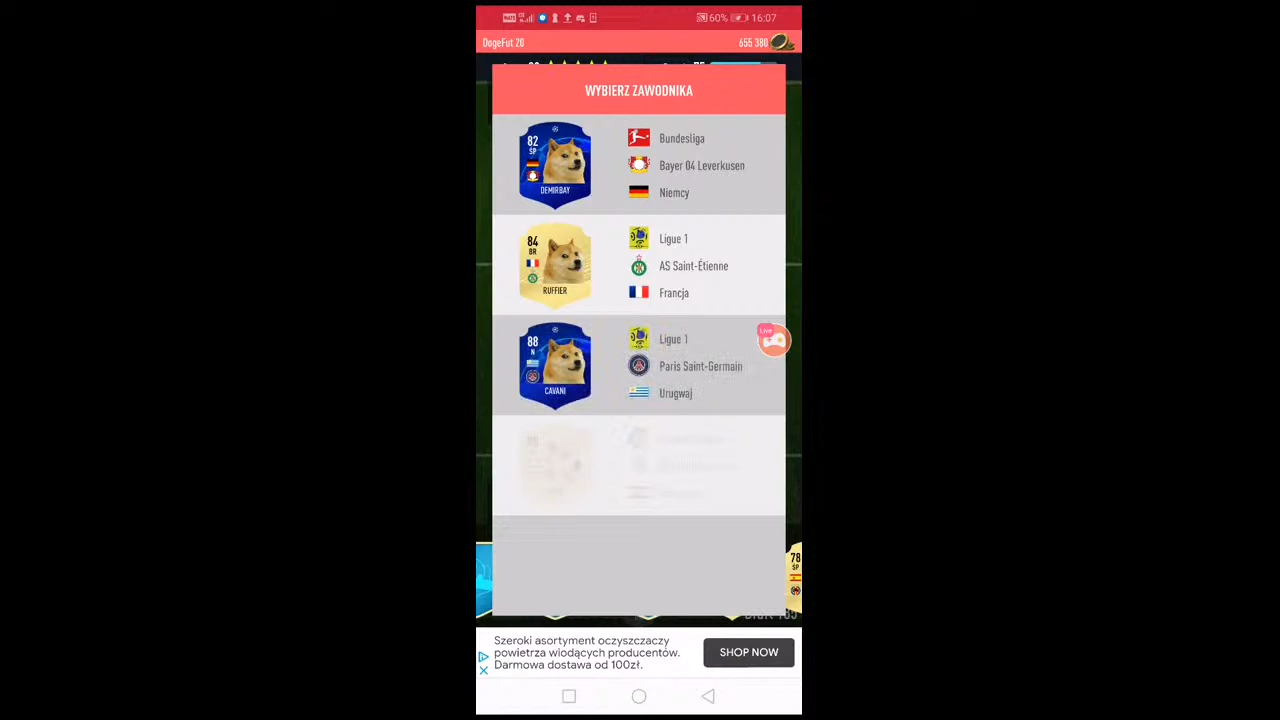 60% 16:07
DogeFut 20
655 380
WYBIERZ ZAWODNIKA
82
SP
DEMIRBAY
Bundesliga
Bayer 04 Leverkusen
Niemcy
84
BR
RUFFIER
Ligue 1
AS Saint-Étienne
Francja
88
N
CAVANI
Ligue 1
Paris Saint-Germain
Urugwaj
Live
78
SP
Szeroki asortyment oczyszczaczy
powietrza wiodących producentów.
Darmowa dostawa od 100zł.
SHOP NOW